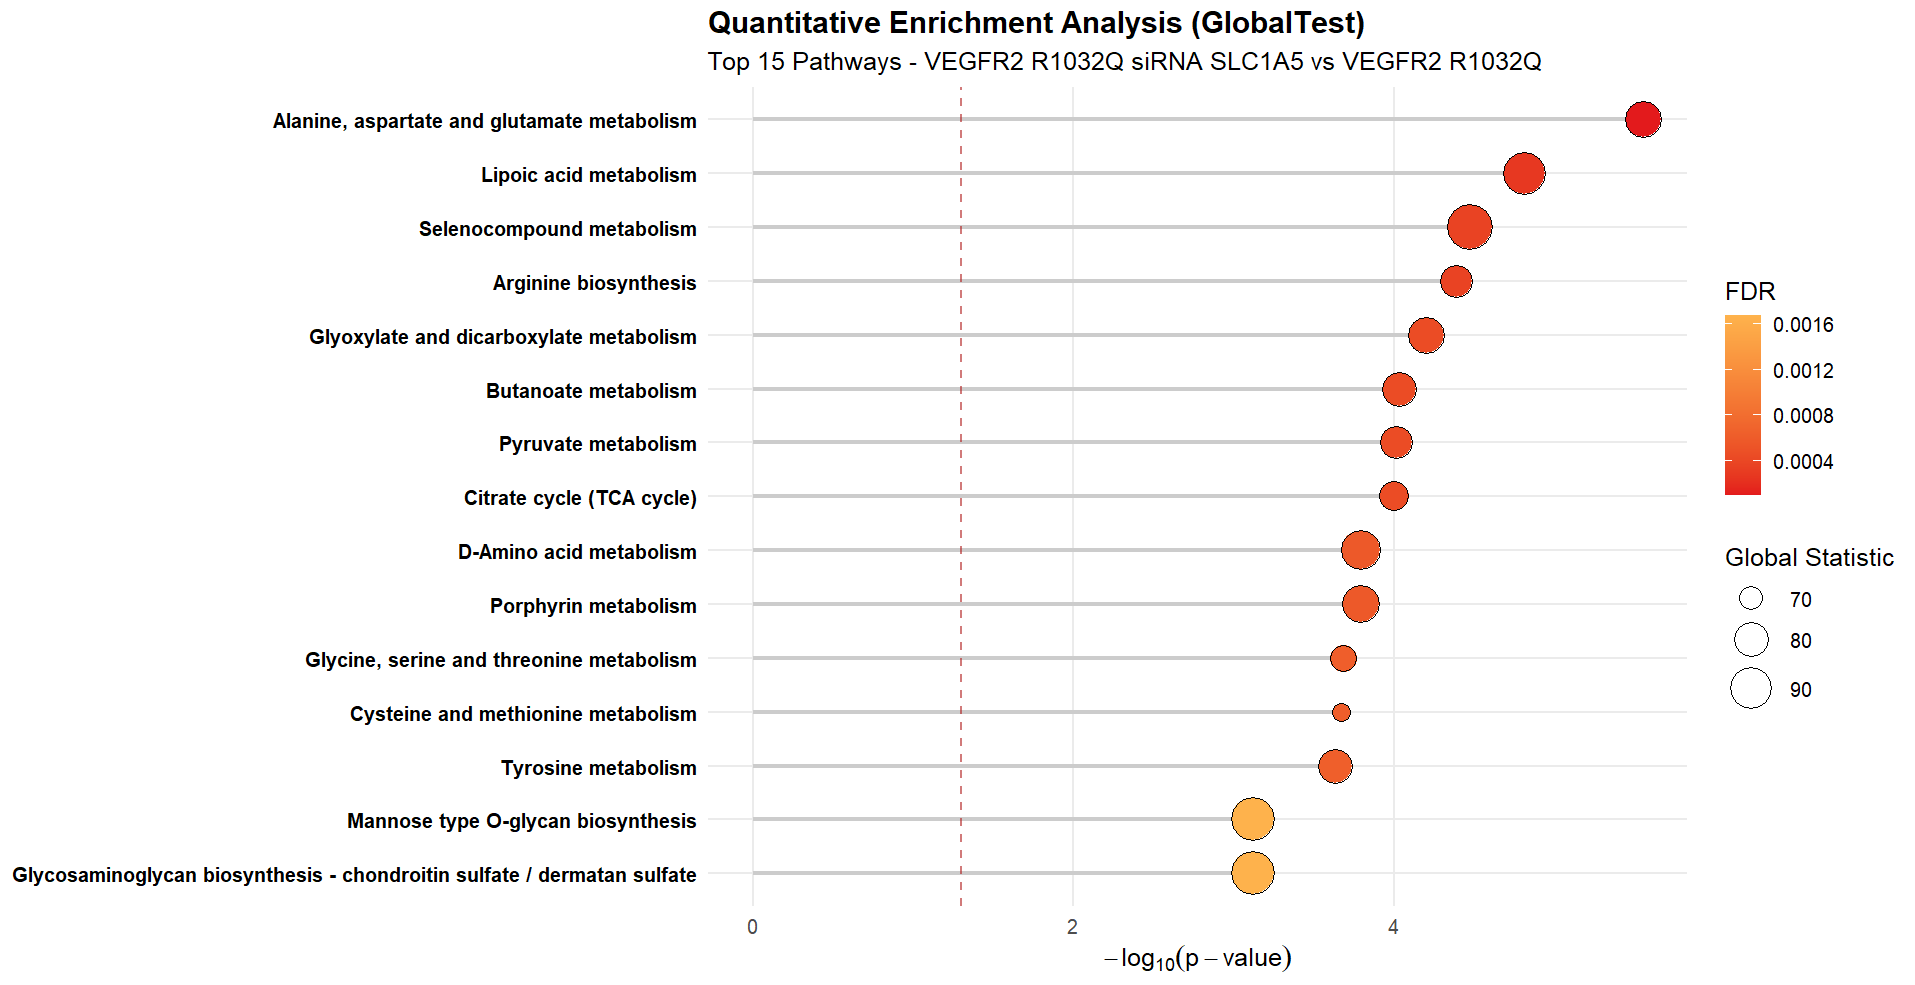 Quantitative Enrichment Analysis (GlobalTest)
Top 15 Pathways - VEGFR2 R1032Q siRNA SLC1A5 vs VEGFR2 R1032Q
Alanine, aspartate and glutamate metabolism
Lipoic acid metabolism
Selenocompound metabolism
Arginine biosynthesis
Glyoxylate and dicarboxylate metabolism
Butanoate metabolism
Pyruvate metabolism
Citrate cycle (TCA cycle)
D-Amino acid metabolism
Porphyrin metabolism
Glycine, serine and threonine metabolism
Cysteine and methionine metabolism
Tyrosine metabolism
Mannose type O-glycan biosynthesis
Glycosaminoglycan biosynthesis - chondroitin sulfate / dermatan sulfate
0 2 4
−log₁₀(p−value)
FDR
0.0016
0.0012
0.0008
0.0004
Global Statistic
70
80
90